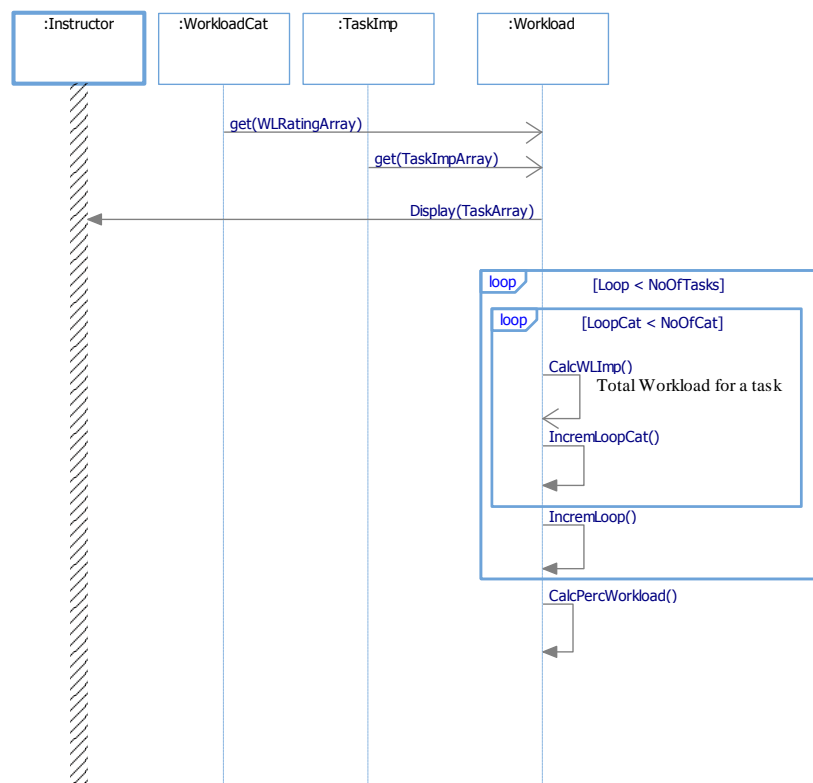 :Instructor
:WorkloadCat
:TaskImp
:Workload
get(WLRatingArray)
get(TaskImpArray)
Display(TaskArray)
loop
[Loop < NoOfTasks]
loop
[LoopCat < NoOfCat]
CalcWLImp()
Total Workload for a task
IncremLoopCat()
IncremLoop()
CalcPercWorkload()